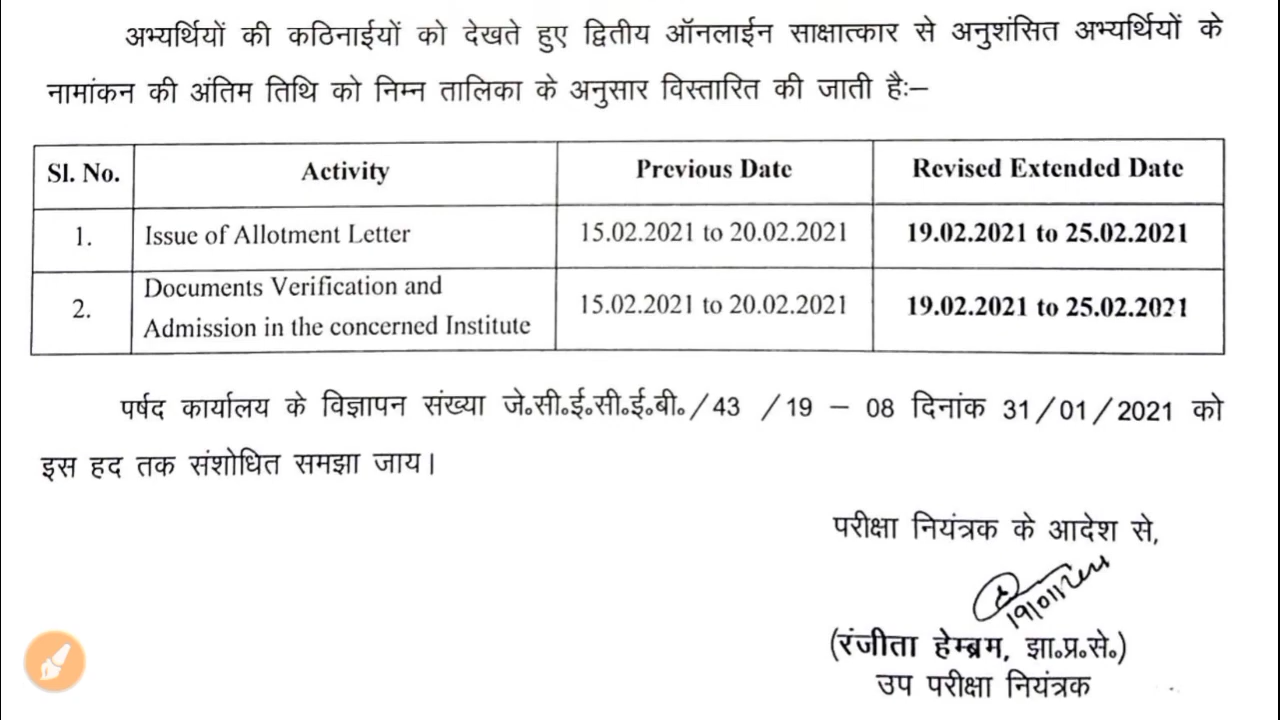 अभ्यर्थियों की कठिनाईयों को देखते हुए द्वितीय ऑनलाईन साक्षात्कार से अनुशंसित अभ्यर्थियों के
नामांकन की अंतिम तिथि को निम्न तालिका के अनुसार विस्तारित की जाती हैः–
Sl. No. Activity Previous Date Revised Extended Date
1. Issue of Allotment Letter 15.02.2021 to 20.02.2021 19.02.2021 to 25.02.2021
2. Documents Verification and
Admission in the concerned Institute 15.02.2021 to 20.02.2021 19.02.2021 to 25.02.2021
पर्षद कार्यालय के विज्ञापन संख्या जे॰सी॰ई॰सी॰ई॰बी॰/43 /19 – 08 दिनांक 31/01/2021 को
इस हद तक संशोधित समझा जाय।
परीक्षा नियंत्रक के आदेश से,
(रंजीता हेम्ब्रम, झा॰प्र॰से॰)
उप परीक्षा नियंत्रक